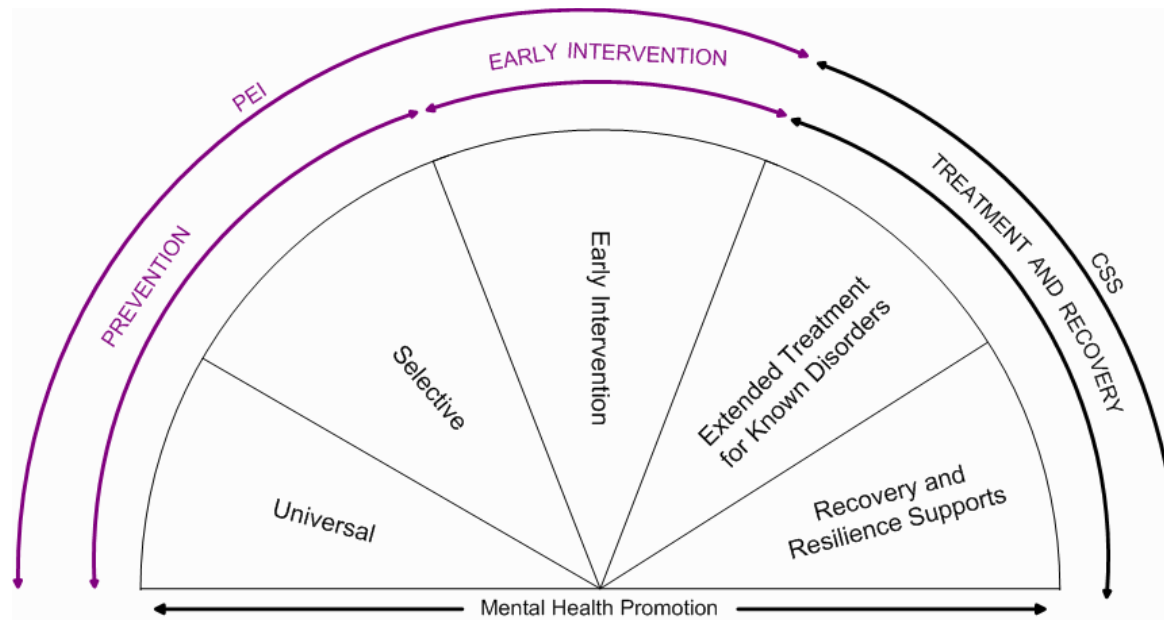 EARLY INTERVENTION
PEI
PREVENTION
TREATMENT AND RECOVERY
CSS
Universal
Selective
Early Intervention
Extended Treatment
for Known Disorders
Recovery and
Resilience Supports
Mental Health Promotion